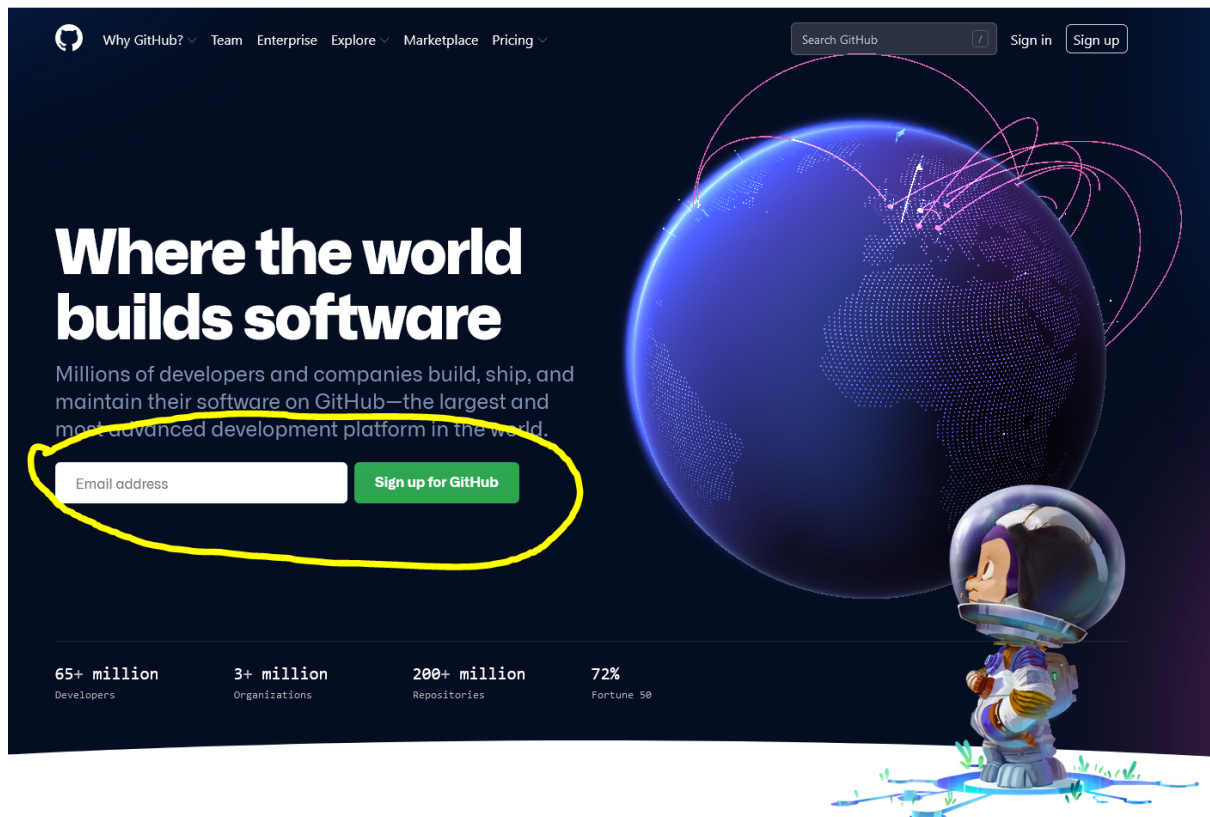 Why GitHub? Team Enterprise Explore Marketplace Pricing Search GitHub / Sign in Sign up
Where the world
builds software
Millions of developers and companies build, ship, and
maintain their software on GitHub—the largest and
most advanced development platform in the world.
Email address Sign up for GitHub
65+ million 3+ million 200+ million 72%
Developers Organizations Repositories Fortune 50